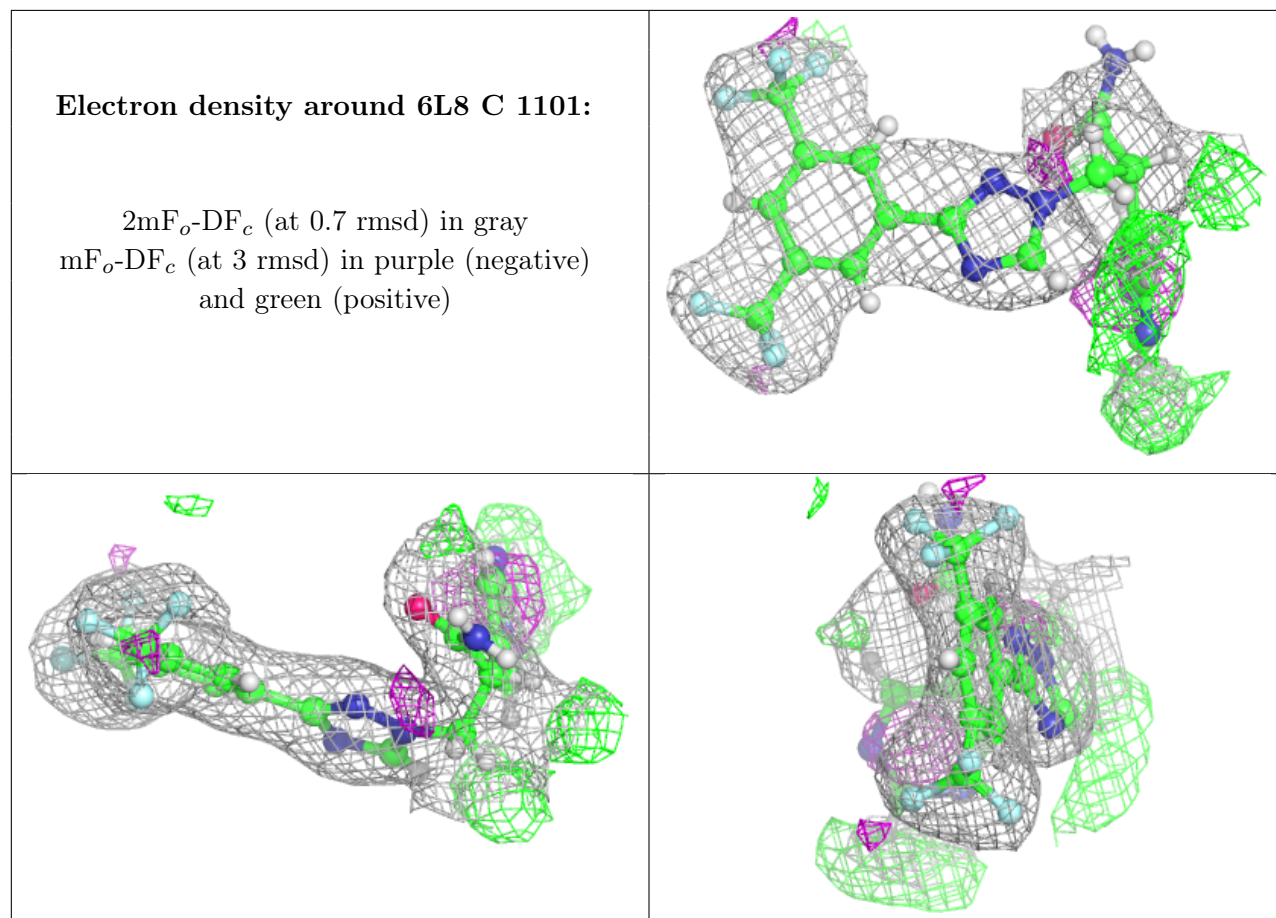 Electron density around 6L8 C 1101:
2mFo-DFc (at 0.7 rmsd) in gray
mFo-DFc (at 3 rmsd) in purple (negative)
and green (positive)